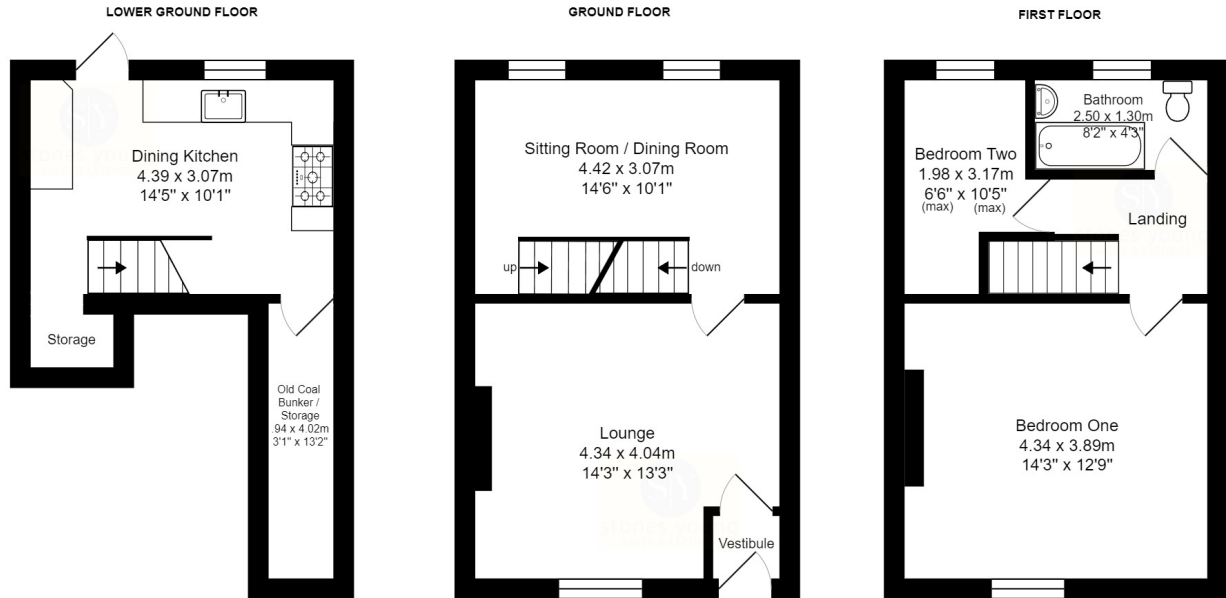 LOWER GROUND FLOOR
Dining Kitchen
4.39 x 3.07m
14'5" x 10'1"
Storage
Old Coal
Bunker /
Storage
.94 x 4.02m
3'1" x 13'2"
GROUND FLOOR
Sitting Room / Dining Room
4.42 x 3.07m
14'6" x 10'1"
up
down
Lounge
4.34 x 4.04m
14'3" x 13'3"
Vestibule
FIRST FLOOR
Bathroom
2.50 x 1.30m
8'2" x 4'3"
Bedroom Two
1.98 x 3.17m
6'6" x 10'5"
(max) (max)
Landing
Bedroom One
4.34 x 3.89m
14'3" x 12'9"